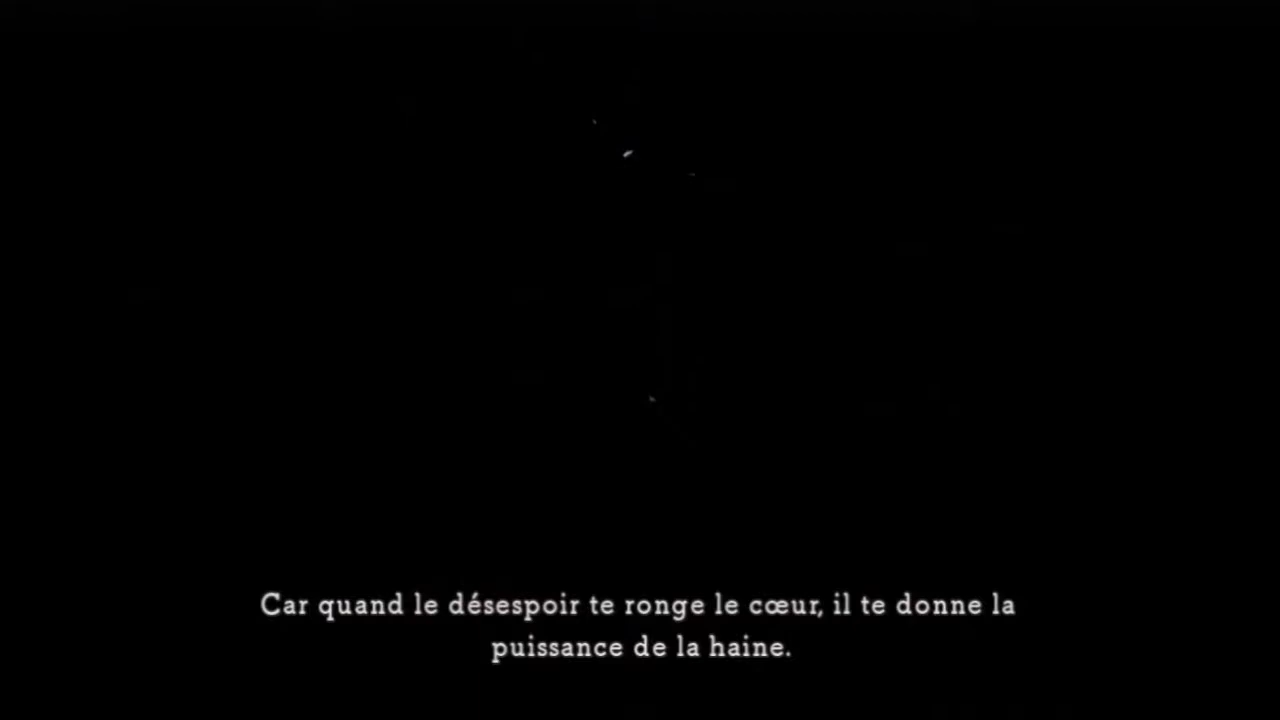 Car quand le désespoir te ronge le cœur, il te donne la
puissance de la haine.